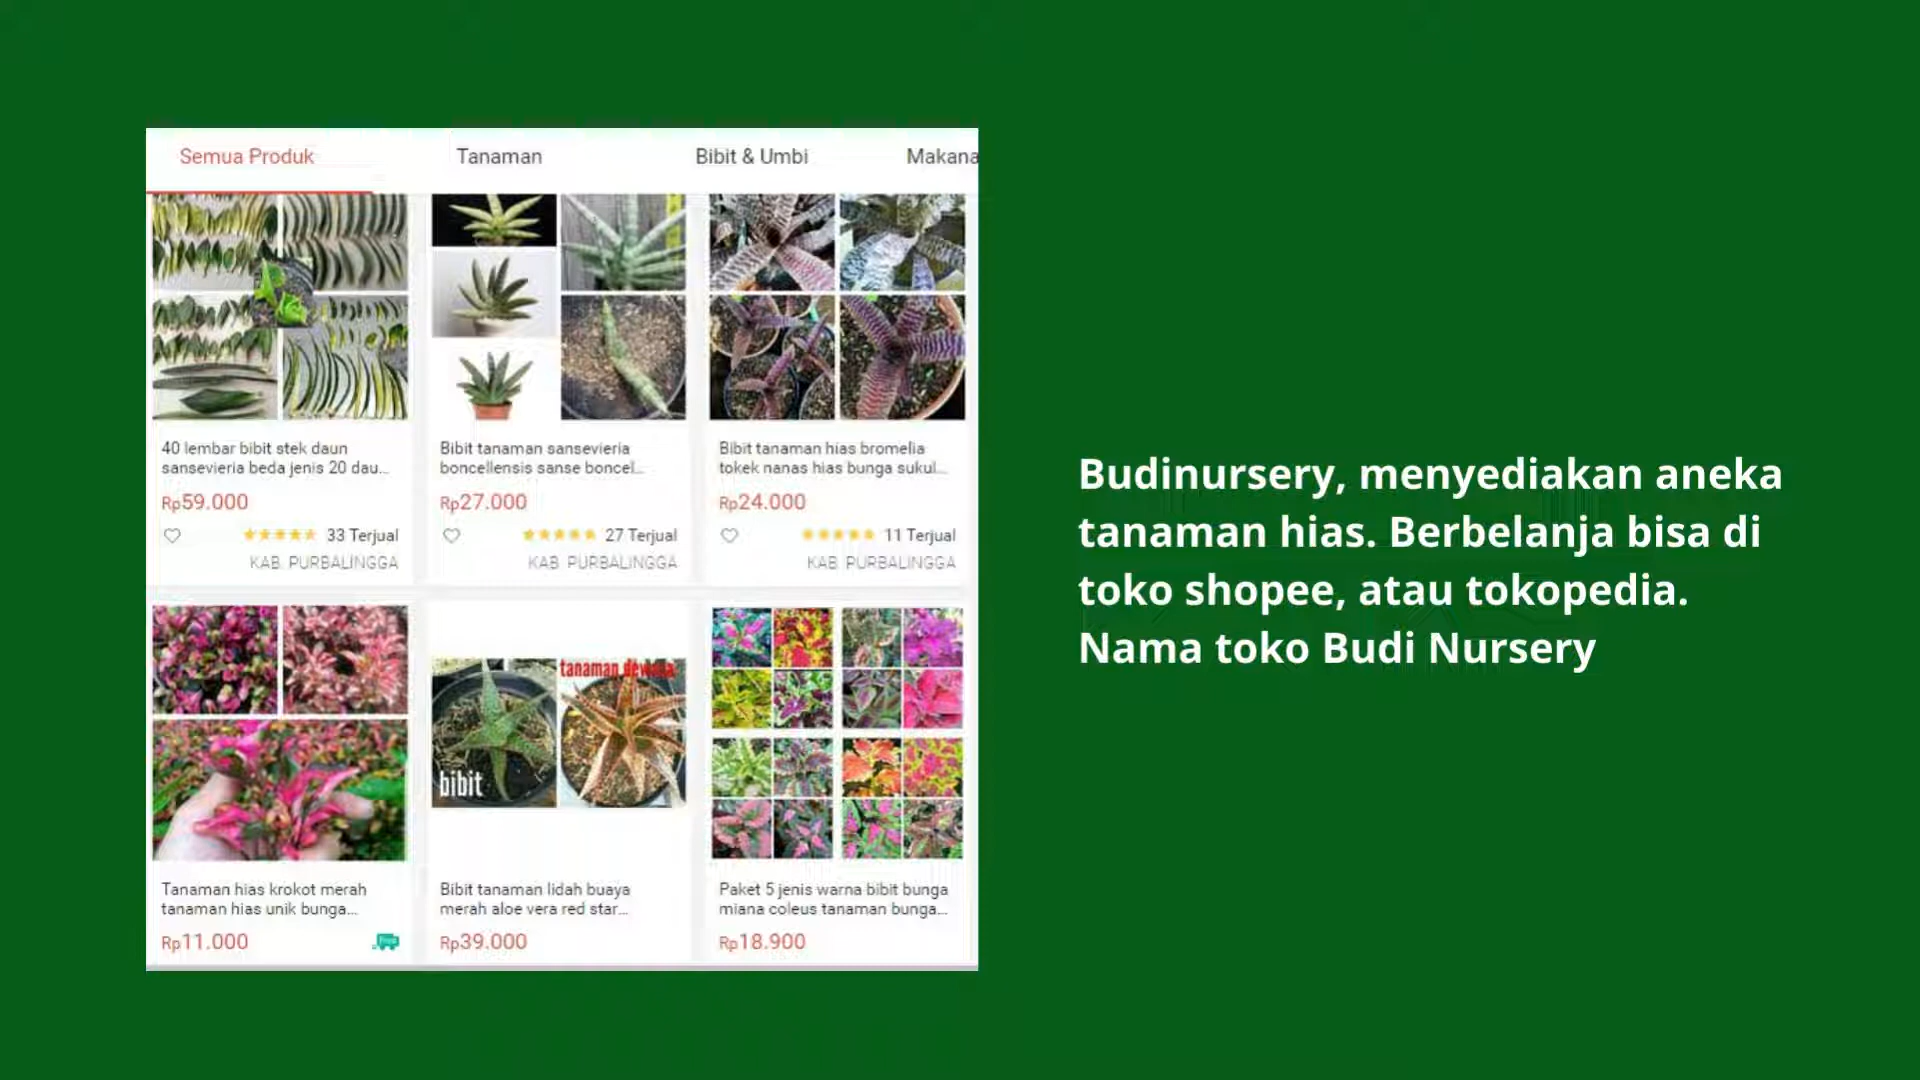 Semua Produk
Tanaman
Bibit & Umbi
Makana
40 lembar bibit stek daun
sansevieria beda jenis 20 dau...
Rp59.000
33 Terjual
KAB. PURBALINGGA
Bibit tanaman sansevieria
boncellensis sanse boncel...
Rp27.000
27 Terjual
KAB. PURBALINGGA
Bibit tanaman hias bromelia
tokek nanas hias bunga sukul...
Rp24.000
11 Terjual
KAB. PURBALINGGA
Tanaman hias krokot merah
tanaman hias unik bunga...
Rp11.000
tanaman dewasa
bibit
Bibit tanaman lidah buaya
merah aloe vera red star...
Rp39.000
Paket 5 jenis warna bibit bunga
miana coleus tanaman bunga...
Rp18.900
Budinursery, menyediakan aneka
tanaman hias. Berbelanja bisa di
toko shopee, atau tokopedia.
Nama toko Budi Nursery